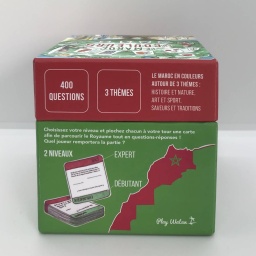 COULEURS
400
QUESTIONS
3 THÈMES
LE MAROC EN COULEURS
AUTOUR DE 3 THÈMES :
HISTOIRE ET NATURE,
ART ET SPORT,
SAVEURS ET TRADITIONS
Choisissez votre niveau et piochez chacun à votre tour une carte
afin de parcourir le Royaume tout en questions-réponses !
Quel joueur remportera la partie ?
2 NIVEAUX
EXPERT
DÉBUTANT